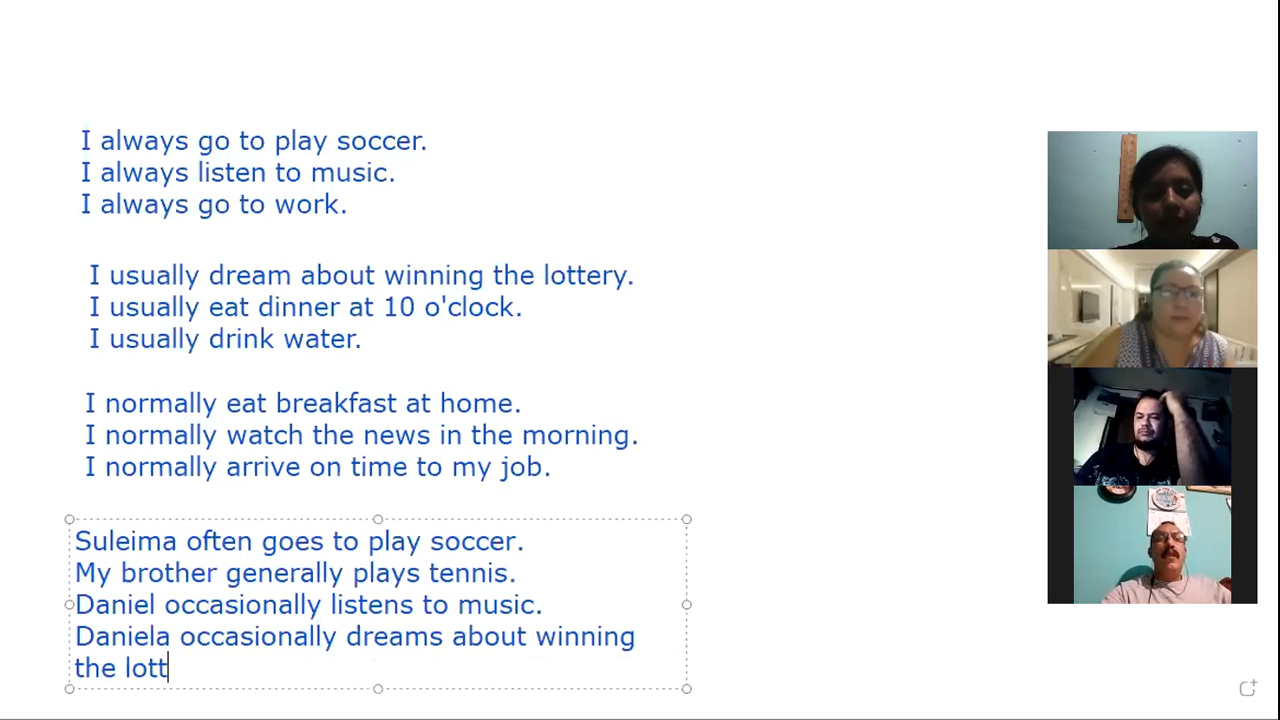 I always go to play soccer.
I always listen to music.
I always go to work.
I usually dream about winning the lottery.
I usually eat dinner at 10 o'clock.
I usually drink water.
I normally eat breakfast at home.
I normally watch the news in the morning.
I normally arrive on time to my job.
Suleima often goes to play soccer.
My brother generally plays tennis.
Daniel occasionally listens to music.
Daniela occasionally dreams about winning
the lott